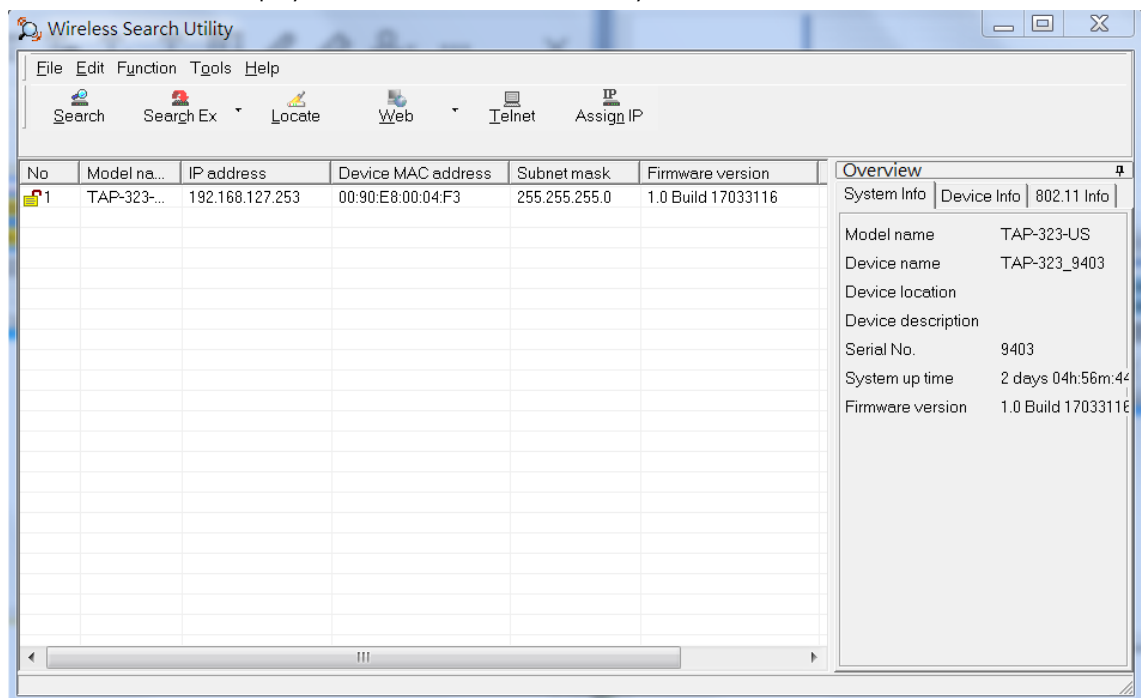 Wireless Search Utility
File Edit Function Tools Help
Search Search Ex Locate Web Telnet Assign IP
No Model na... IP address Device MAC address Subnet mask Firmware version
1 TAP-323-... 192.168.127.253 00:90:E8:00:04:F3 255.255.255.0 1.0 Build 17033116
Overview
System Info Device Info 802.11 Info
Model name TAP-323-US
Device name TAP-323_9403
Device location
Device description
Serial No. 9403
System up time 2 days 04h:56m:44
Firmware version 1.0 Build 17033116